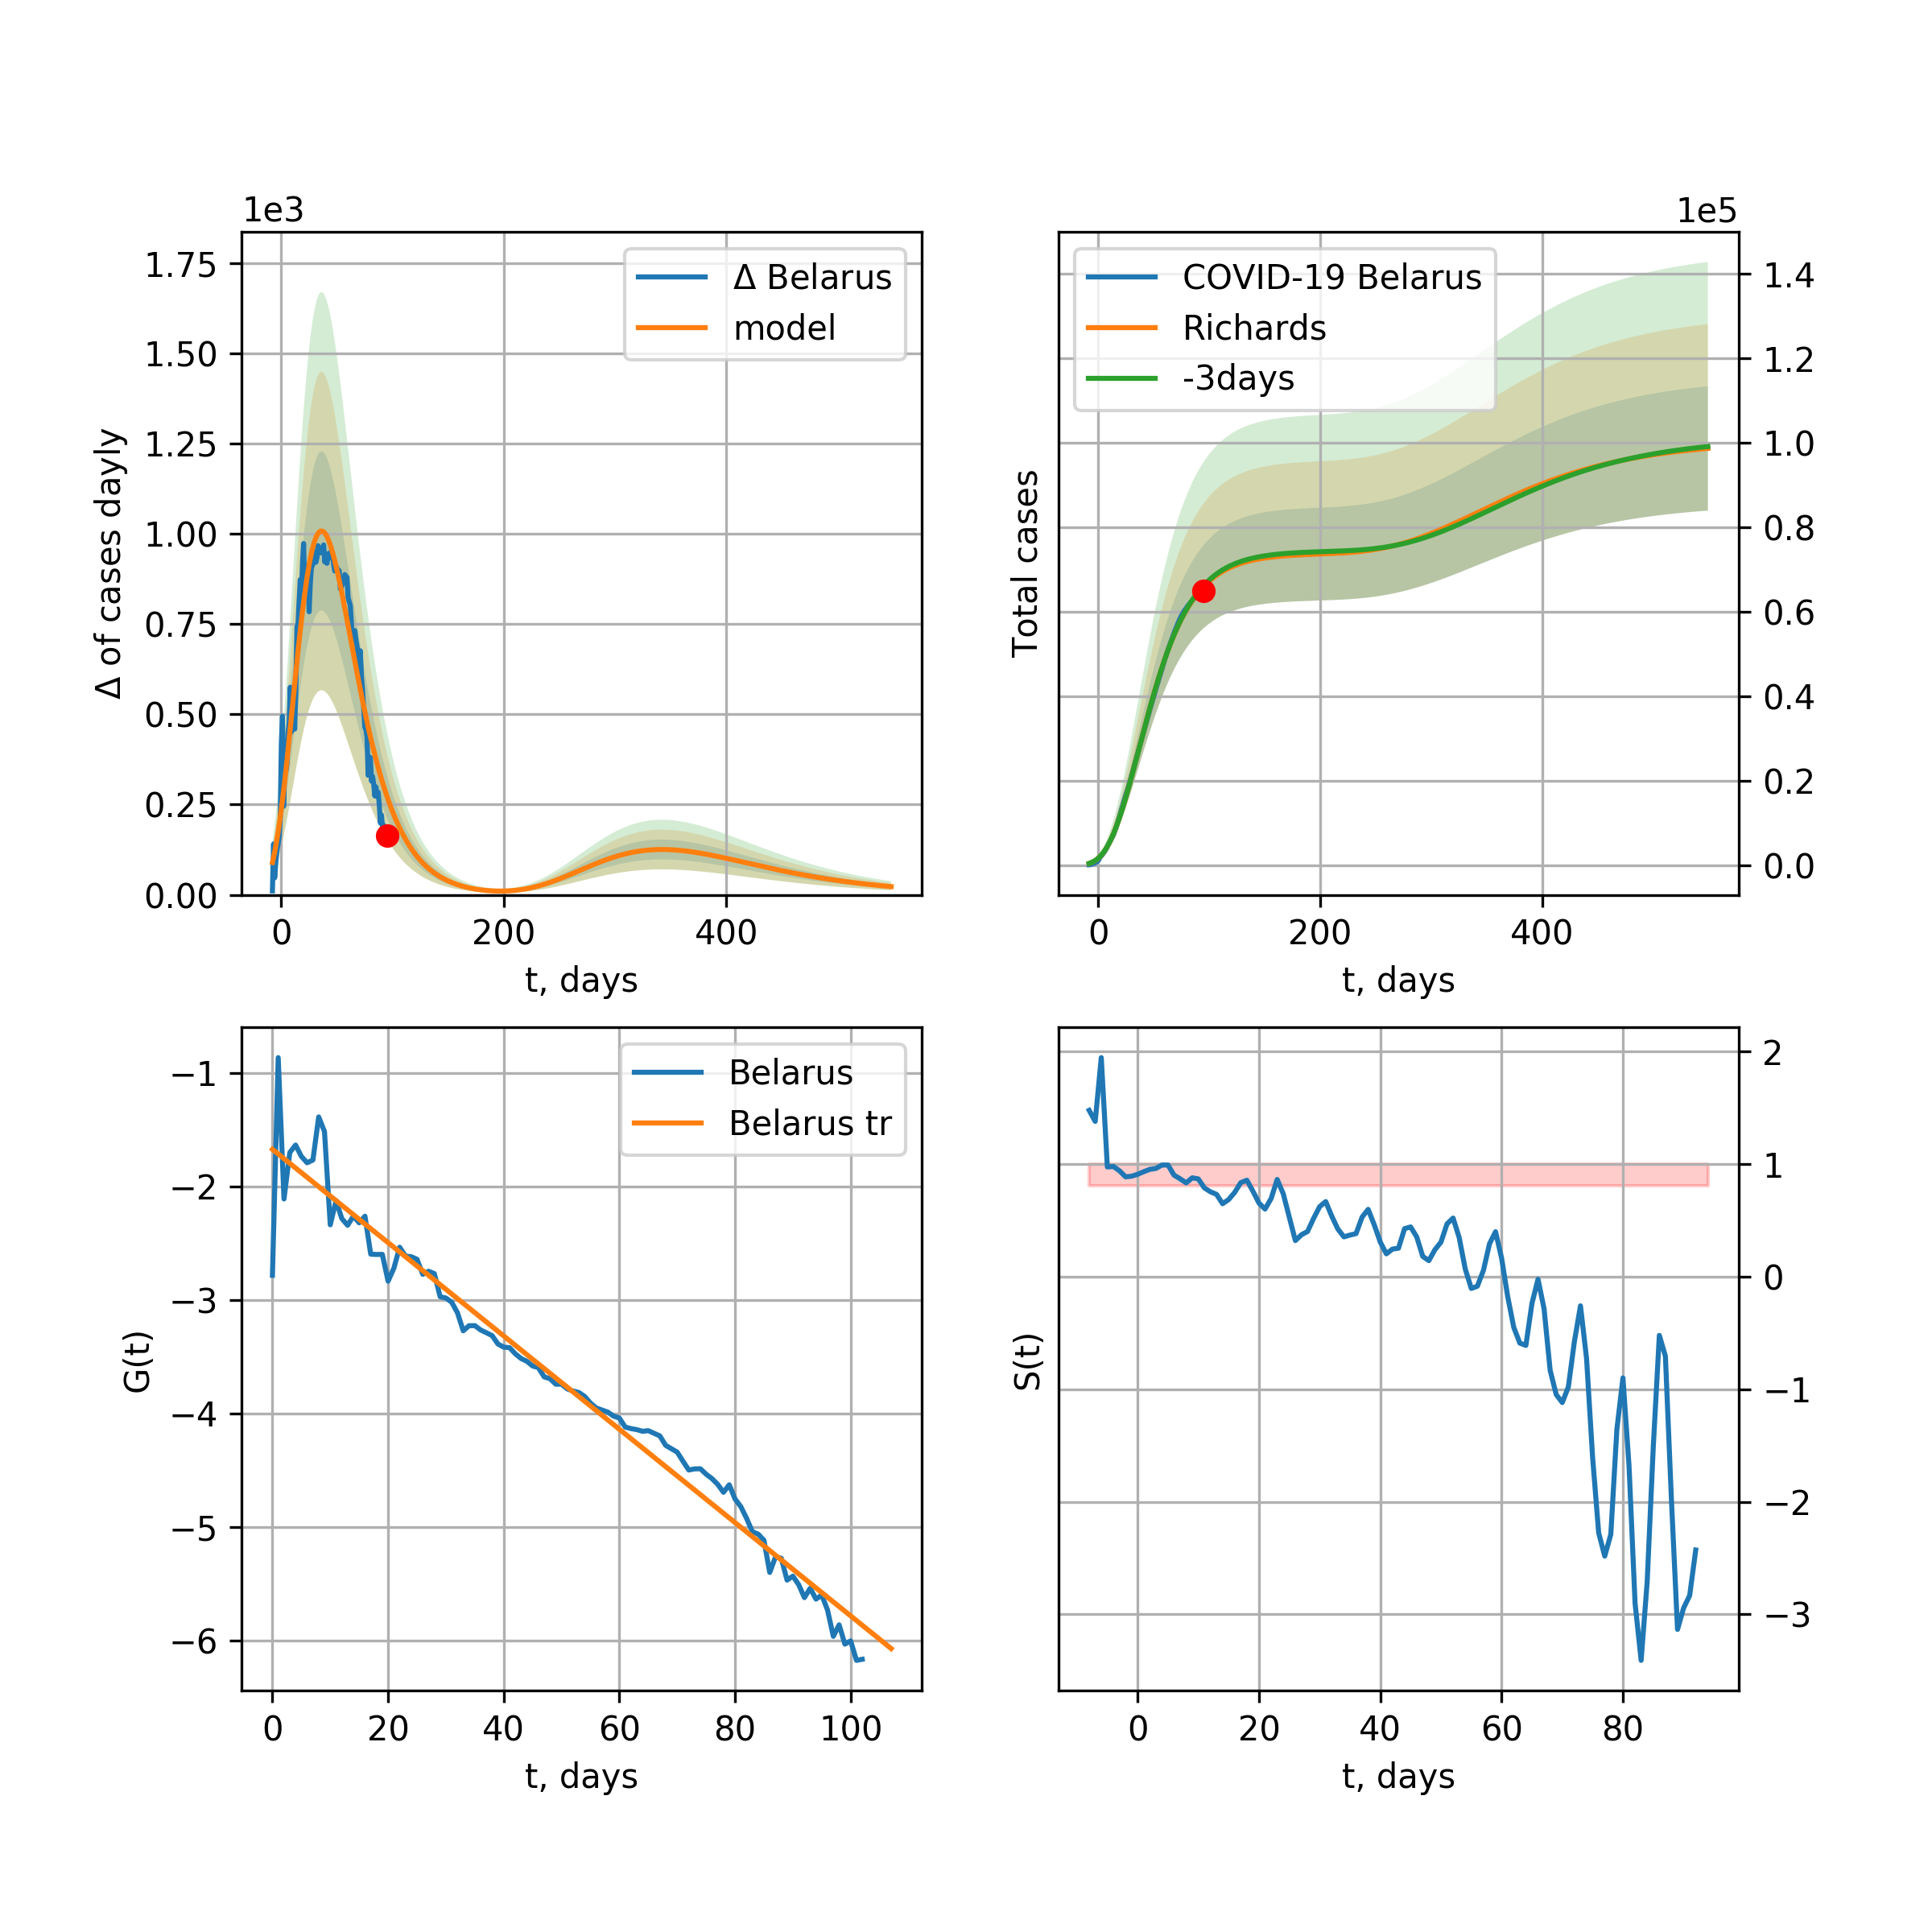 1e3
1.75
1.50
1.25
1.00
0.75
0.50
0.25
0.00
Δ of cases dayly
0 200 400
t, days
Δ Belarus
model
1e5
1.4
1.2
1.0
0.8
0.6
0.4
0.2
0.0
Total cases
0 200 400
t, days
COVID-19 Belarus
Richards
-3days
−1
−2
−3
−4
−5
−6
G(t)
0 20 40 60 80 100
t, days
Belarus
Belarus tr
2
1
0
−1
−2
−3
S(t)
0 20 40 60 80
t, days